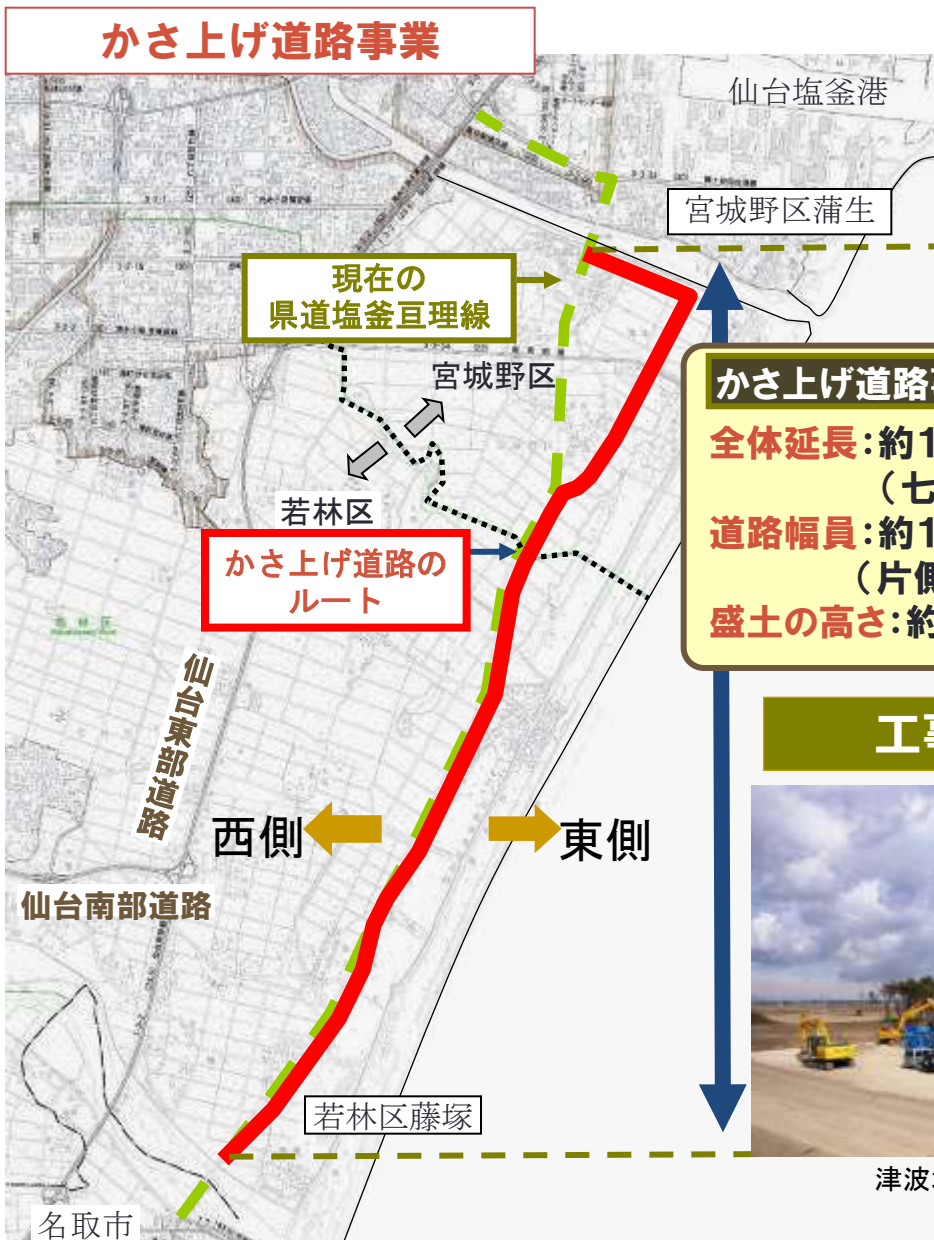 かさ上げ道路事業
仙台塩釜港
宮城野区蒲生
現在の
県道塩釜亘理線
宮城野区
若林区
かさ上げ道路の
ルート
かさ上げ道路
全体延長:約1
(七
道路幅員:約1
(片側
盛土の高さ:約
仙台東部道路
工事
西側
東側
仙台南部道路
若林区藤塚
津波
名取市